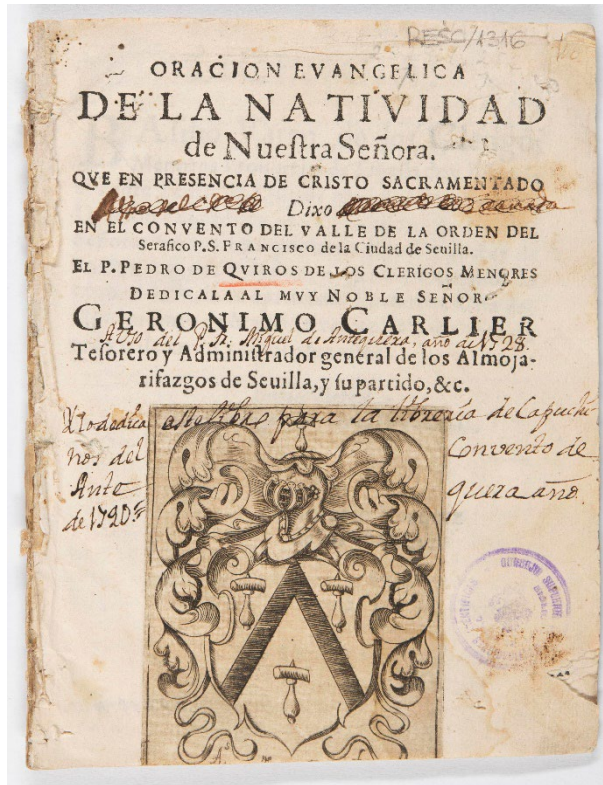 RESC/1316
ORACION EVANGELICA
DE LA NATIVIDAD
de Nueſtra Señora.
QVE EN PRESENCIA DE CRISTO SACRAMENTADO
Dixo
EN EL CONVENTO DEL VALLE DE LA ORDEN DEL
Serafico P.S. FRANCISCO de la Ciudad de Seuilla.
EL P. PEDRO DE QVIROS DE LOS CLERIGOS MENORES
DEDICALA AL MVY NOBLE SEÑOR
GERONIMO CARLIER
del P. Fr. Miguel de Antequera, año de 1728.
Teſorero y Adminiſtrador general de los Almoja-
rifazgos de Seuilla, y ſu partido, &c.
eſte libro para la libreria de Capuchi
nos del Convento de
Ante quera año
de 1720